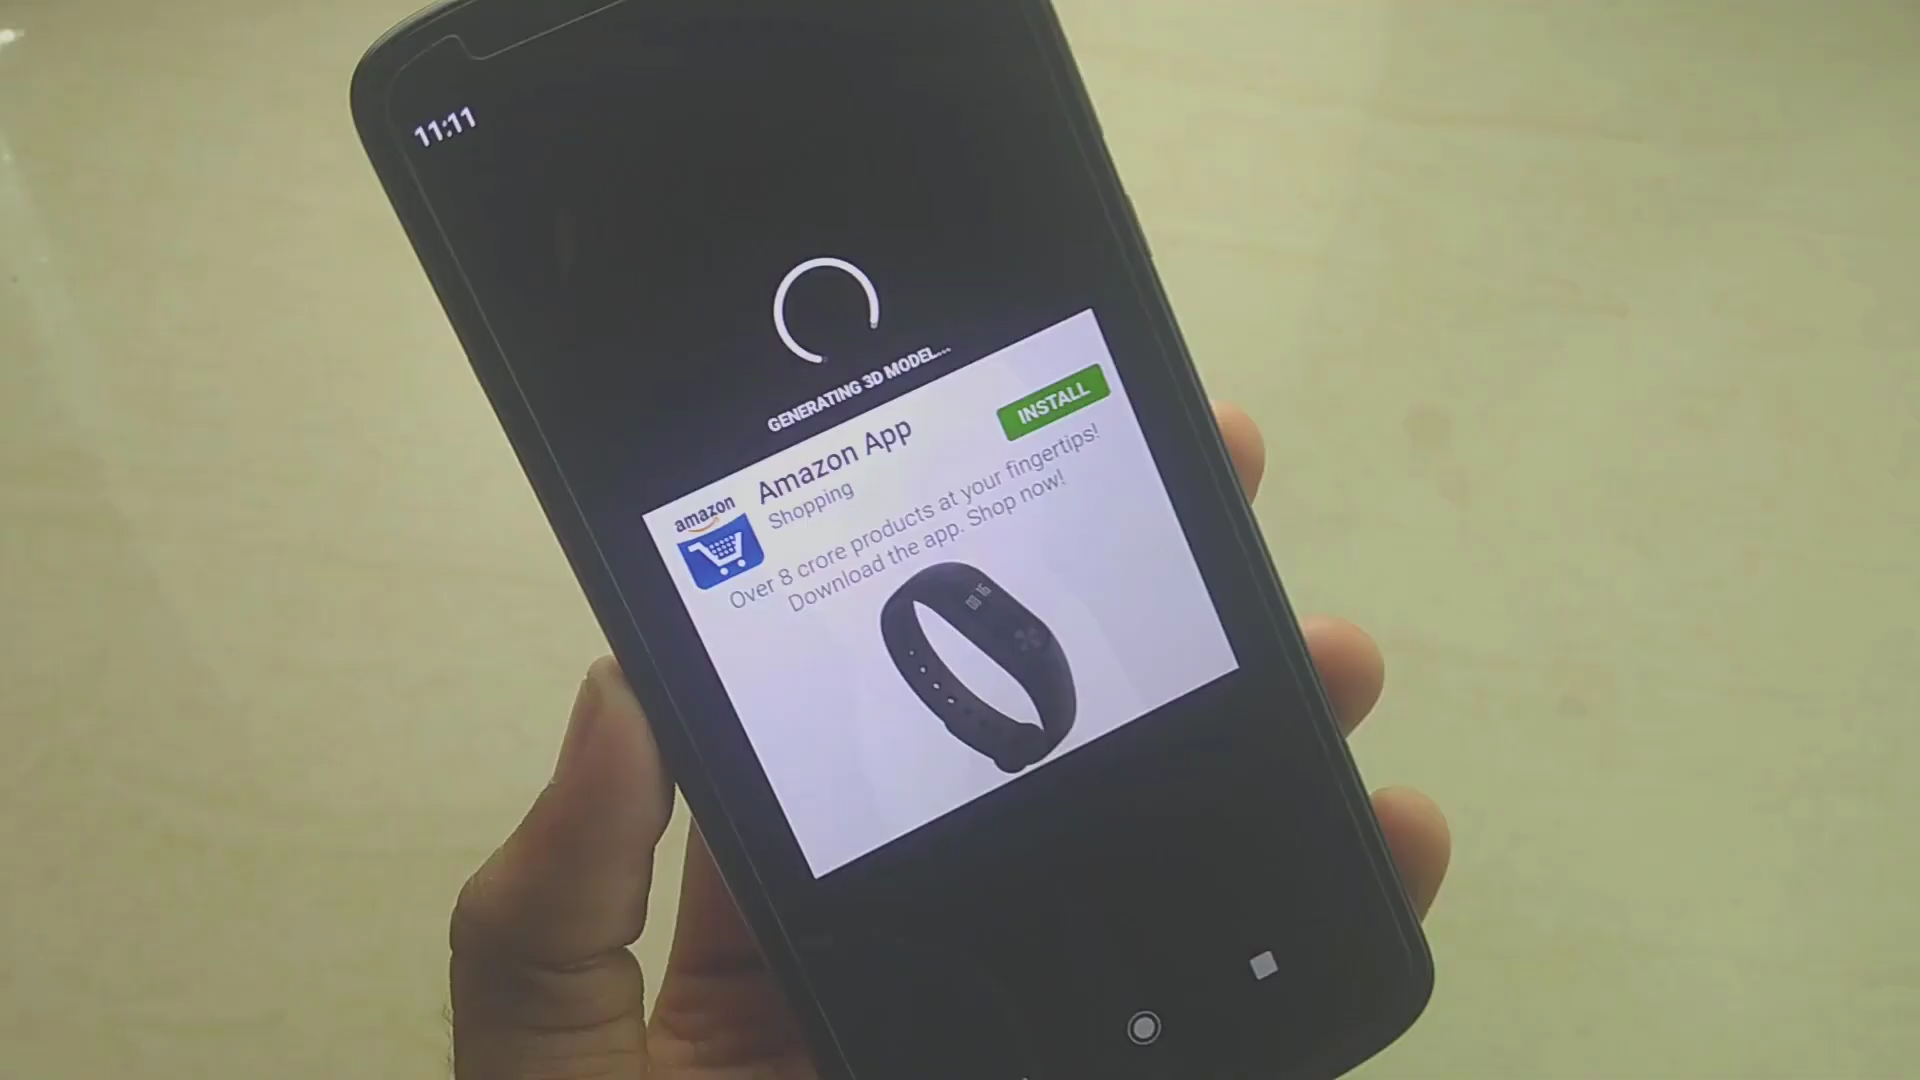 11:11
GENERATING 3D MODEL...
Amazon App
INSTALL
Shopping
amazon
Over 8 crore products at your fingertips!
Download the app. Shop now!